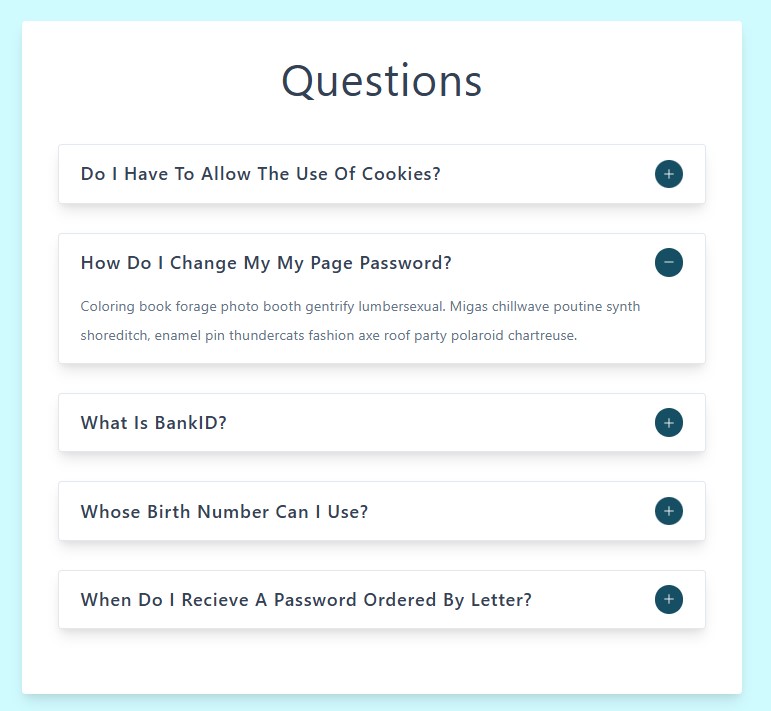 Questions
Do I Have To Allow The Use Of Cookies?
How Do I Change My My Page Password?
Coloring book forage photo booth gentrify lumbersexual. Migas chillwave poutine synth
shoreditch, enamel pin thundercats fashion axe roof party polaroid chartreuse.
What Is BankID?
Whose Birth Number Can I Use?
When Do I Recieve A Password Ordered By Letter?